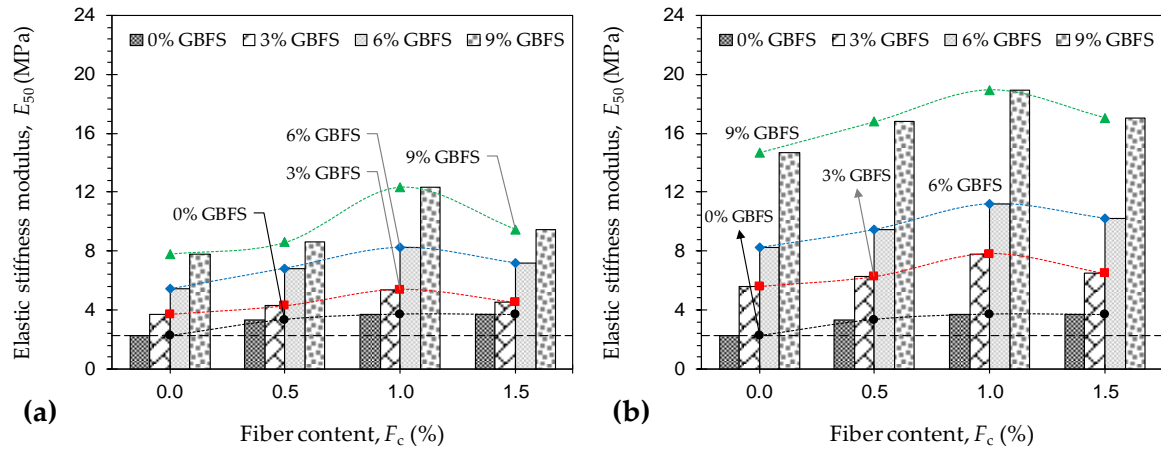 (a)
Elastic stiffness modulus, E50 (MPa)
24
20
16
12
8
4
0
0% GBFS 3% GBFS 6% GBFS 9% GBFS
6% GBFS
3% GBFS
9% GBFS
0% GBFS
0.0 0.5 1.0 1.5
Fiber content, Fc (%)
(b)
Elastic stiffness modulus, E50 (MPa)
24
20
16
12
8
4
0
0% GBFS 3% GBFS 6% GBFS 9% GBFS
9% GBFS
3% GBFS
6% GBFS
0% GBFS
0.0 0.5 1.0 1.5
Fiber content, Fc (%)